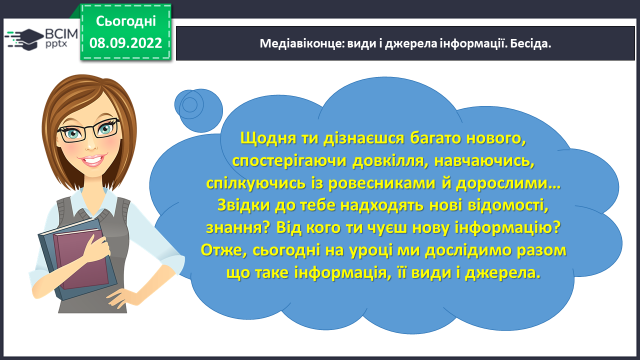 ВСІМ
pptx
Сьогодні
08.09.2022
Медіавіконце: види і джерела інформації. Бесіда.
Щодня ти дізнаєшся багато нового,
спостерігаючи довкілля, навчаючись,
спілкуючись із ровесниками й дорослими…
Звідки до тебе надходять нові відомості,
знання? Від кого ти чуєш нову інформацію?
Отже, сьогодні на уроці ми дослідимо разом
що таке інформація, її види і джерела.